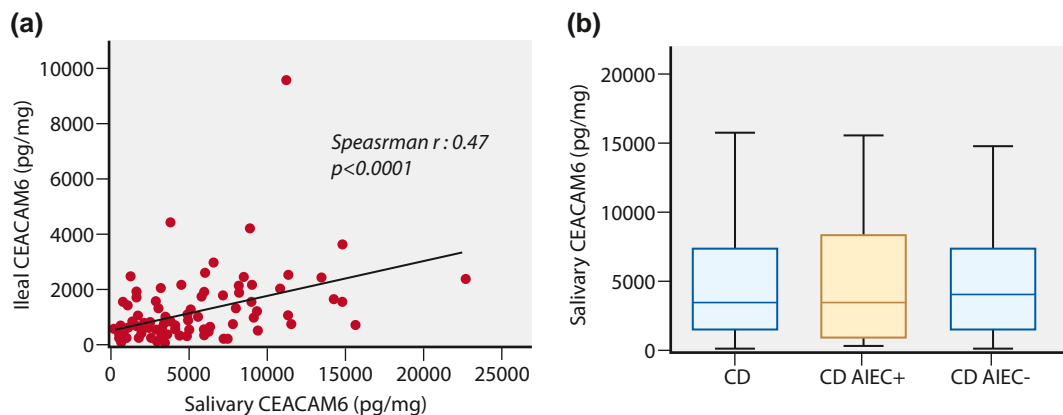 (a)
Ileal CEACAM6 (pg/mg)
10000
8000
6000
4000
2000
0
Speasrman r : 0.47
p<0.0001
0 5000 10000 15000 20000 25000
Salivary CEACAM6 (pg/mg)
(b)
Salivary CEACAM6 (pg/mg)
20000
15000
10000
5000
0
CD CD AIEC+ CD AIEC-